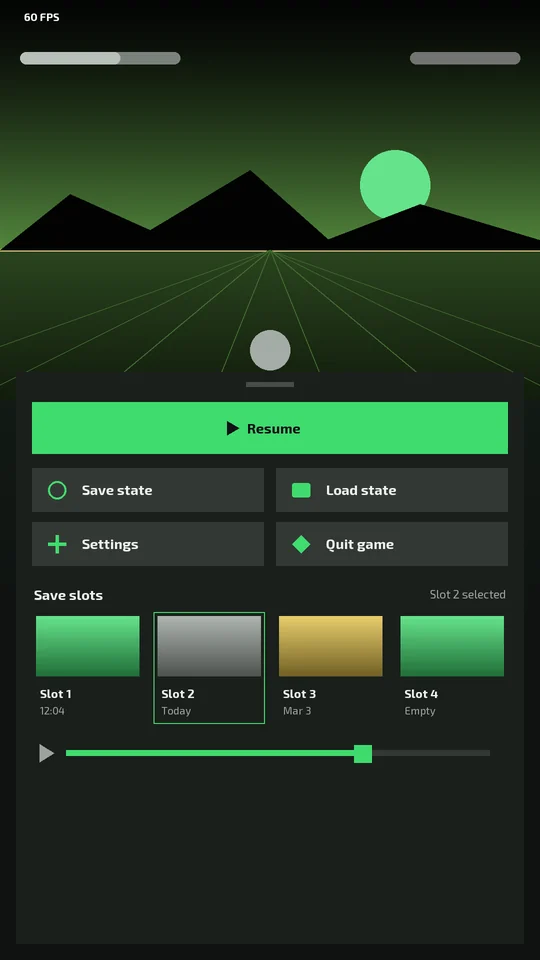 60 FPS
Resume
Save state
Load state
Settings
Quit game
Save slots
Slot 2 selected
Slot 1
12:04
Slot 2
Today
Slot 3
Mar 3
Slot 4
Empty